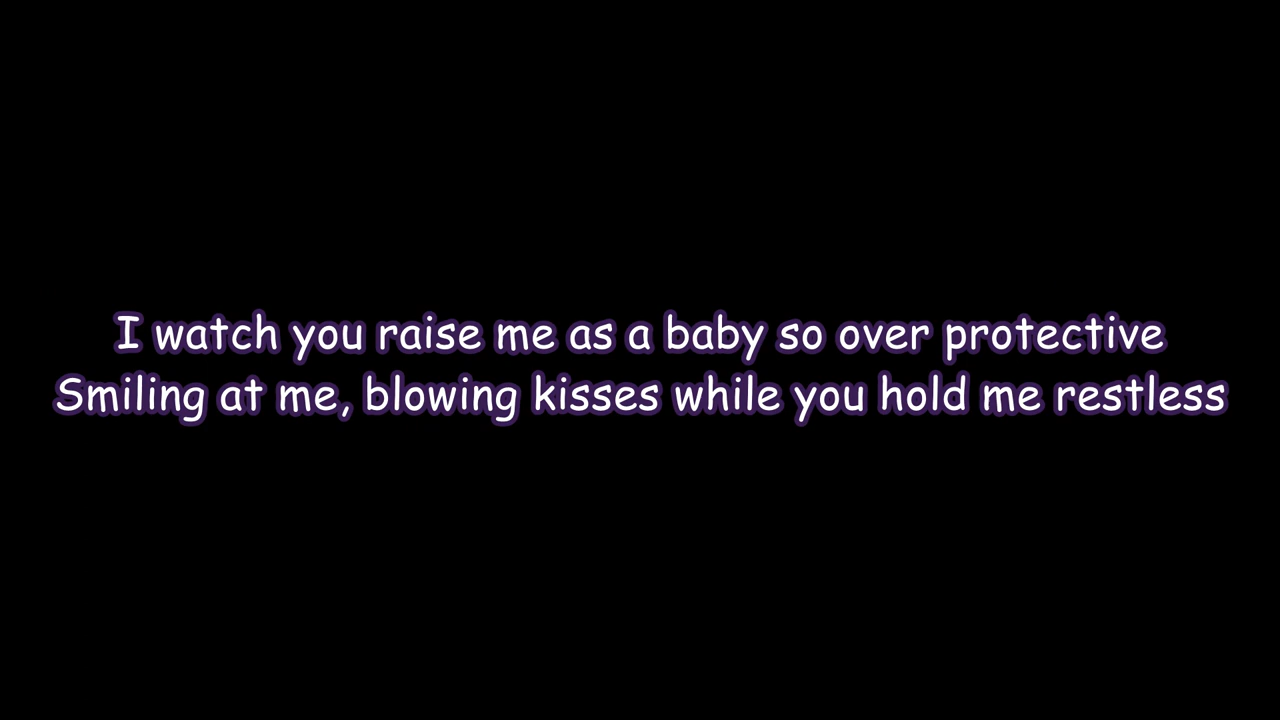 I watch you raise me as a baby so over protective
Smiling at me, blowing kisses while you hold me restless